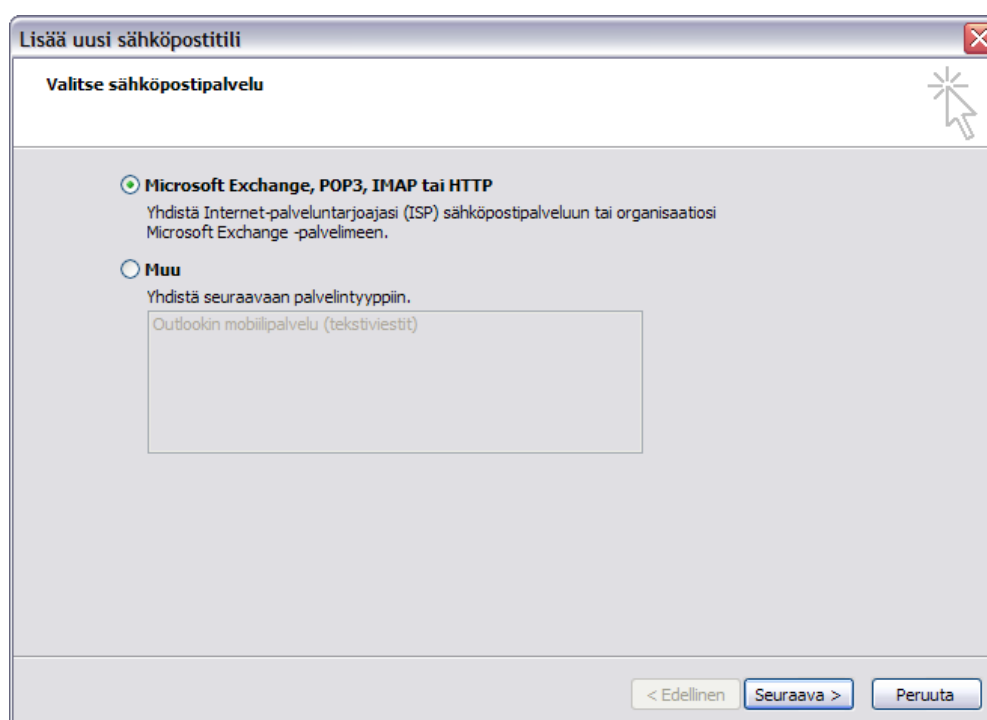 Lisää uusi sähköpostitili
Valitse sähköpostipalvelu
Microsoft Exchange, POP3, IMAP tai HTTP
Yhdistä Internet-palveluntarjoajasi (ISP) sähköpostipalveluun tai organisaatiosi
Microsoft Exchange -palvelimeen.
Muu
Yhdistä seuraavaan palvelintyyppiin.
Outlookin mobiilipalvelu (tekstiviestit)
< Edellinen
Seuraava >
Peruuta